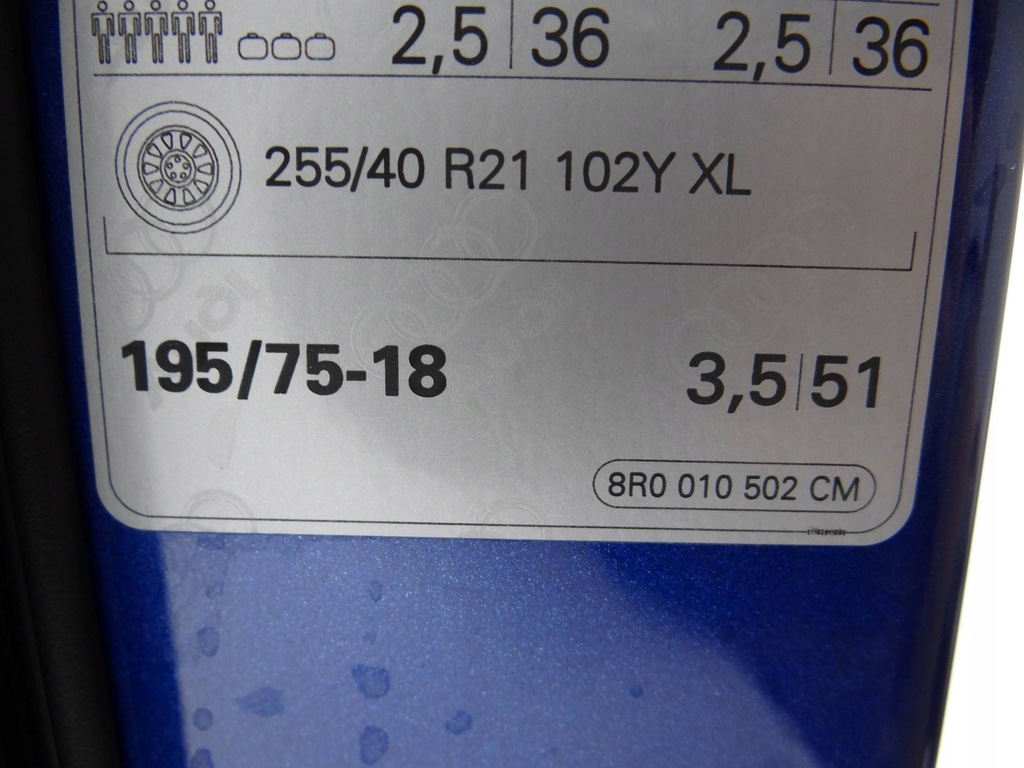 2,5 | 36 2,5 | 36
255/40 R21 102Y XL
195/75-18 3,5 | 51
8R0 010 502 CM